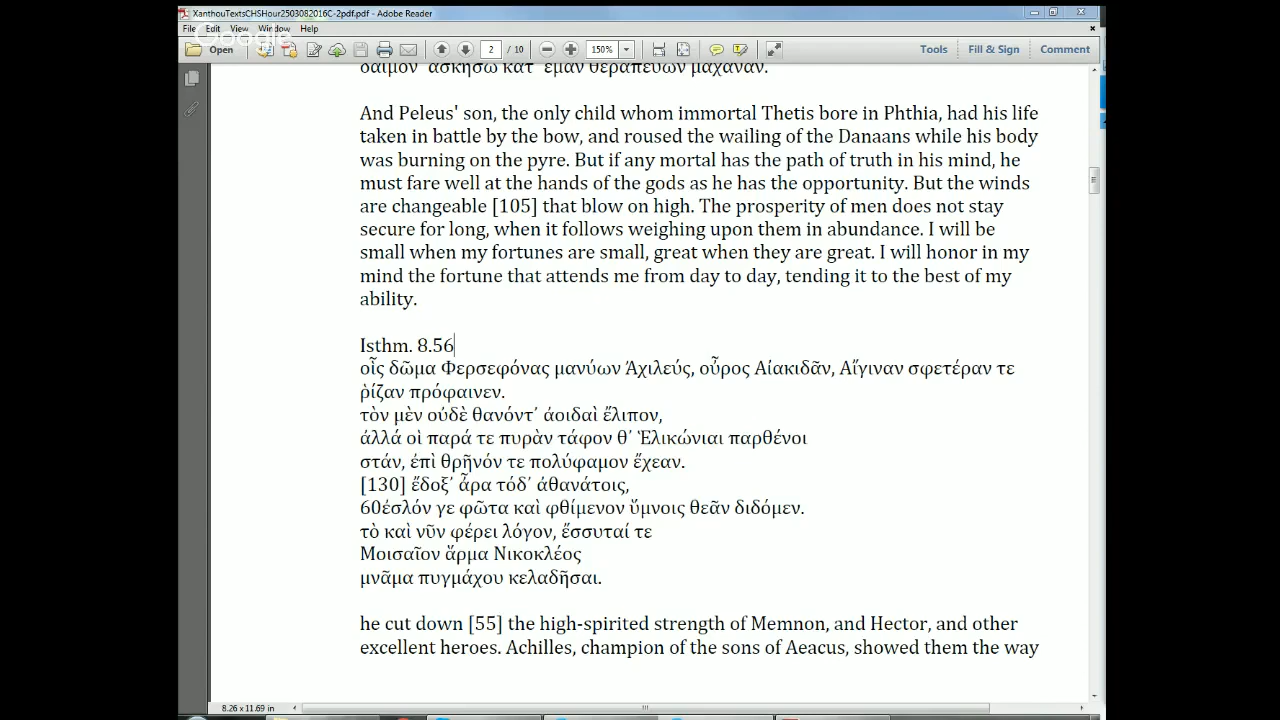 XanthouTextsCHSHour2503082016C-2pdf.pdf - Adobe Reader
File Edit View Window Help
Google
Open 2 / 10 150% Tools Fill & Sign Comment
δαίμον᾽ ἀσκήσω κατ᾽ ἐμὰν θεραπεύων μαχανάν.
And Peleus' son, the only child whom immortal Thetis bore in Phthia, had his life
taken in battle by the bow, and roused the wailing of the Danaans while his body
was burning on the pyre. But if any mortal has the path of truth in his mind, he
must fare well at the hands of the gods as he has the opportunity. But the winds
are changeable [105] that blow on high. The prosperity of men does not stay
secure for long, when it follows weighing upon them in abundance. I will be
small when my fortunes are small, great when they are great. I will honor in my
mind the fortune that attends me from day to day, tending it to the best of my
ability.
Isthm. 8.56
οἷς δῶμα Φερσεφόνας μανύων Ἀχιλεύς, οὖρος Αἰακιδᾶν, Αἴγιναν σφετέραν τε
ῥίζαν πρόφαινεν.
τὸν μὲν οὐδὲ θανόντ᾽ ἀοιδαὶ ἔλιπον,
ἀλλά οἱ παρά τε πυρὰν τάφον θ᾽ Ἑλικώνιαι παρθένοι
στάν, ἐπὶ θρῆνόν τε πολύφαμον ἔχεαν.
[130] ἔδοξ᾽ ἆρα τόδ᾽ ἀθανάτοις,
60ἐσλόν γε φῶτα καὶ φθίμενον ὕμνοις θεᾶν διδόμεν.
τὸ καὶ νῦν φέρει λόγον, ἔσσυταί τε
Μοισαῖον ἅρμα Νικοκλέος
μνᾶμα πυγμάχου κελαδῆσαι.
he cut down [55] the high-spirited strength of Memnon, and Hector, and other
excellent heroes. Achilles, champion of the sons of Aeacus, showed them the way
8.26 x 11.69 in